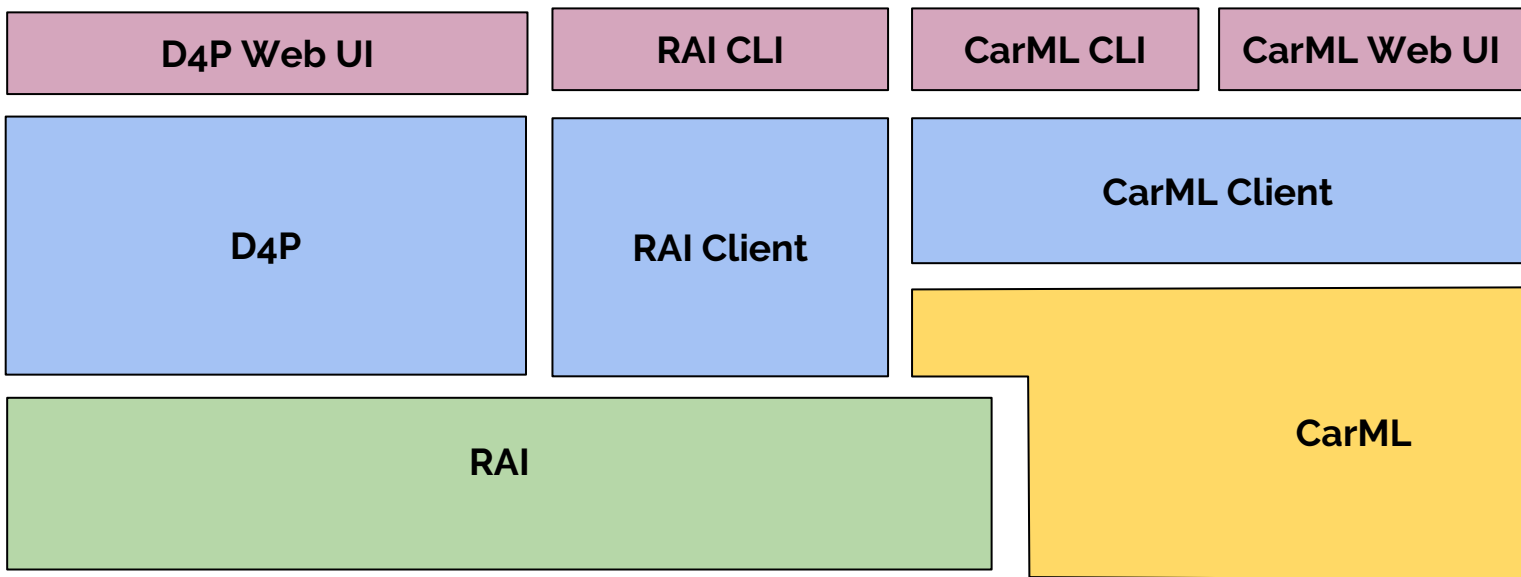 D4P Web UI
RAI CLI
CarML CLI
CarML Web UI
D4P
RAI Client
CarML Client
RAI
CarML